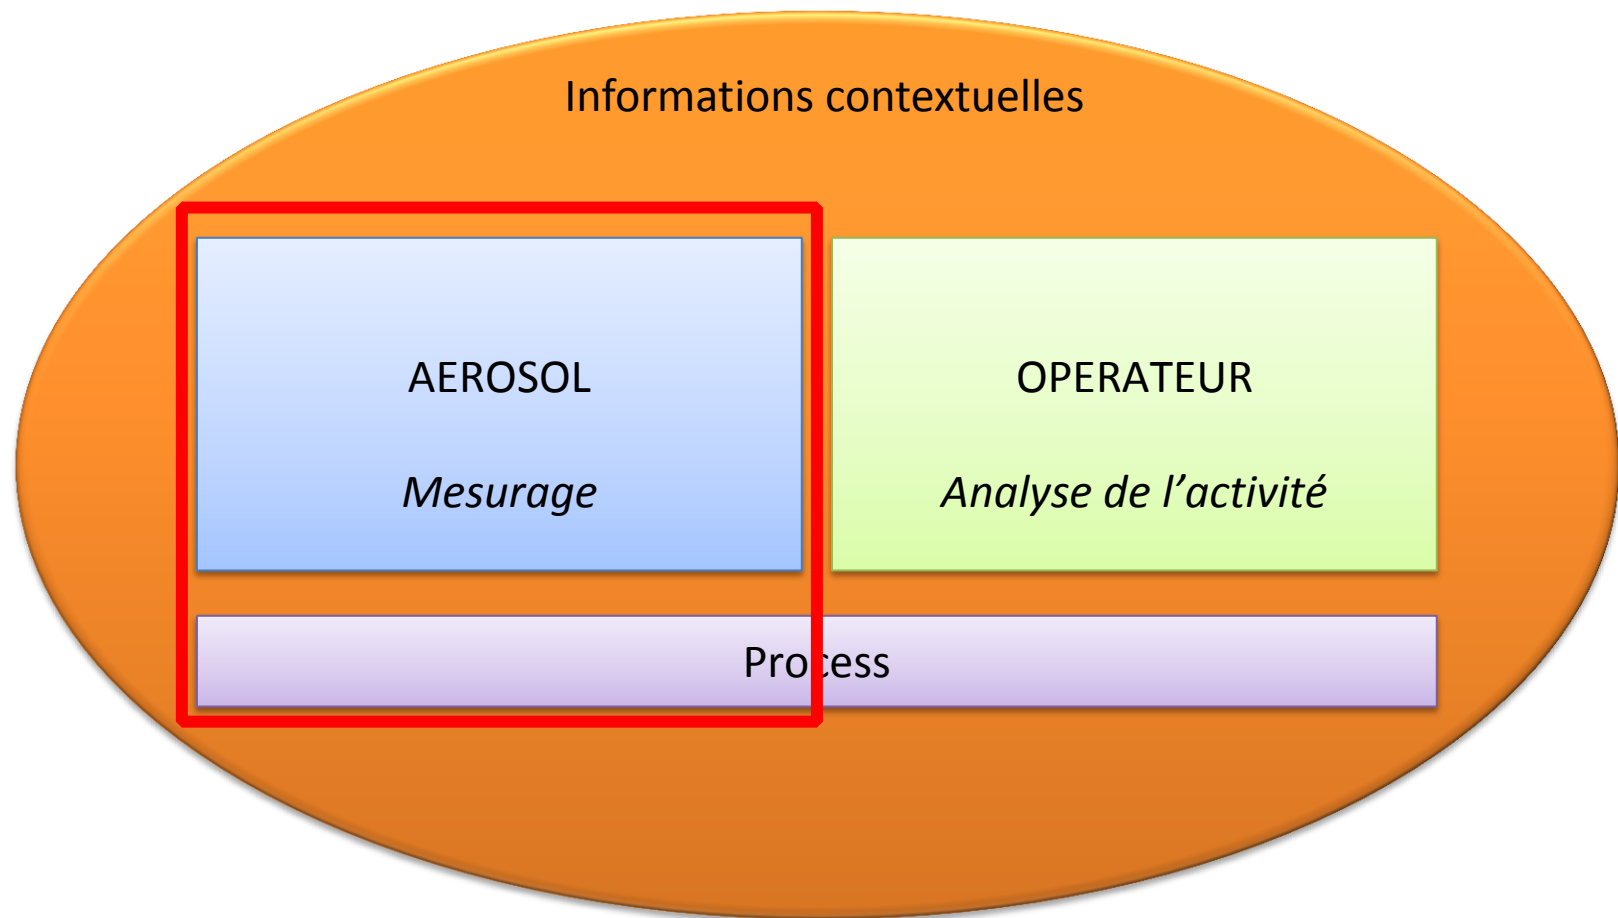 Informations contextuelles
AEROSOL
Mesurage
OPERATEUR
Analyse de l’activité
Process